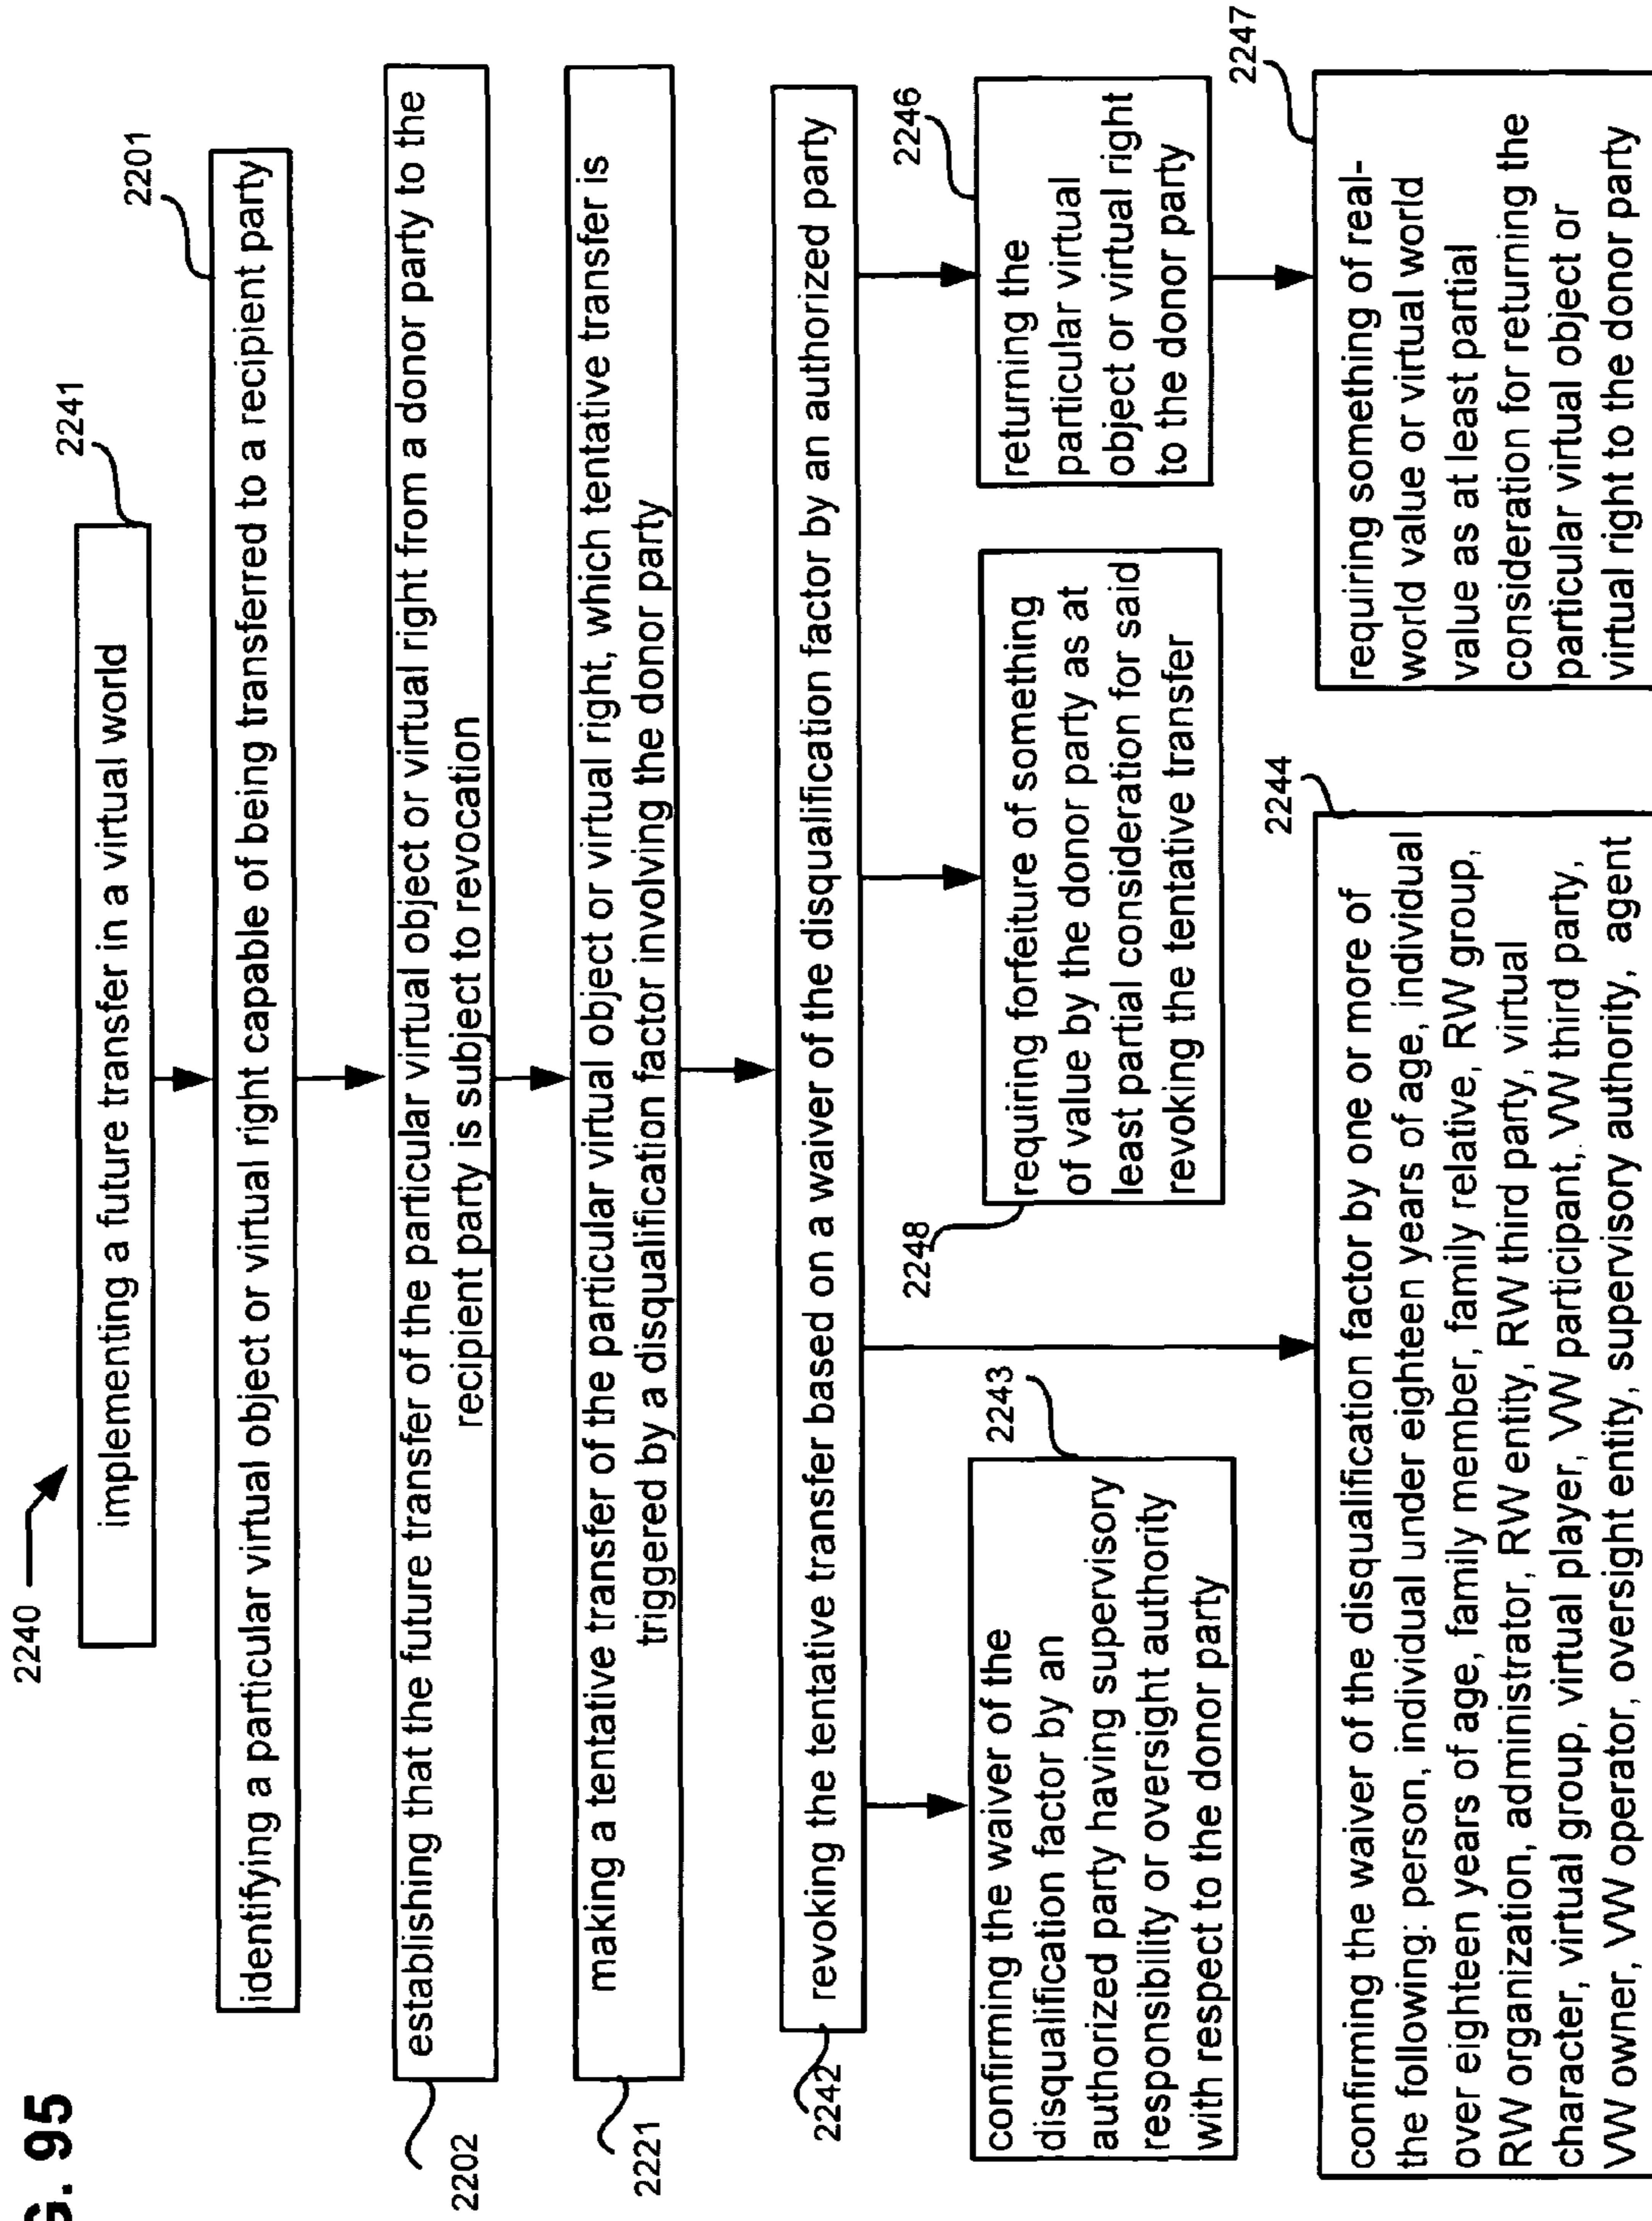 G. 95
2240
2241
implementing a future transfer in a virtual world
2201
identifying a particular virtual object or virtual right capable of being transferred to a recipient party
2202
establishing that the future transfer of the particular virtual object or virtual right from a donor party to the
recipient party is subject to revocation
2221
making a tentative transfer of the particular virtual object or virtual right, which tentative transfer is
triggered by a disqualification factor involving the donor party
2242
revoking the tentative transfer based on a waiver of the disqualification factor by an authorized party
2243
confirming the waiver of the
disqualification factor by an
authorized party having supervisory
responsibility or oversight authority
with respect to the donor party
2248
requiring forfeiture of something
of value by the donor party as at
least partial consideration for said
revoking the tentative transfer
2246
returning the
particular virtual
object or virtual right
to the donor party
2244
confirming the waiver of the disqualification factor by one or more of
the following: person, individual under eighteen years of age, individual
over eighteen years of age, family member, family relative, RW group,
RW organization, administrator, RW entity, RW third party, virtual
character, virtual group, virtual player, VW participant, VW third party,
VW owner, VW operator, oversight entity, supervisory authority, agent
2247
requiring something of real-
world value or virtual world
value as at least partial
consideration for returning the
particular virtual object or
virtual right to the donor party